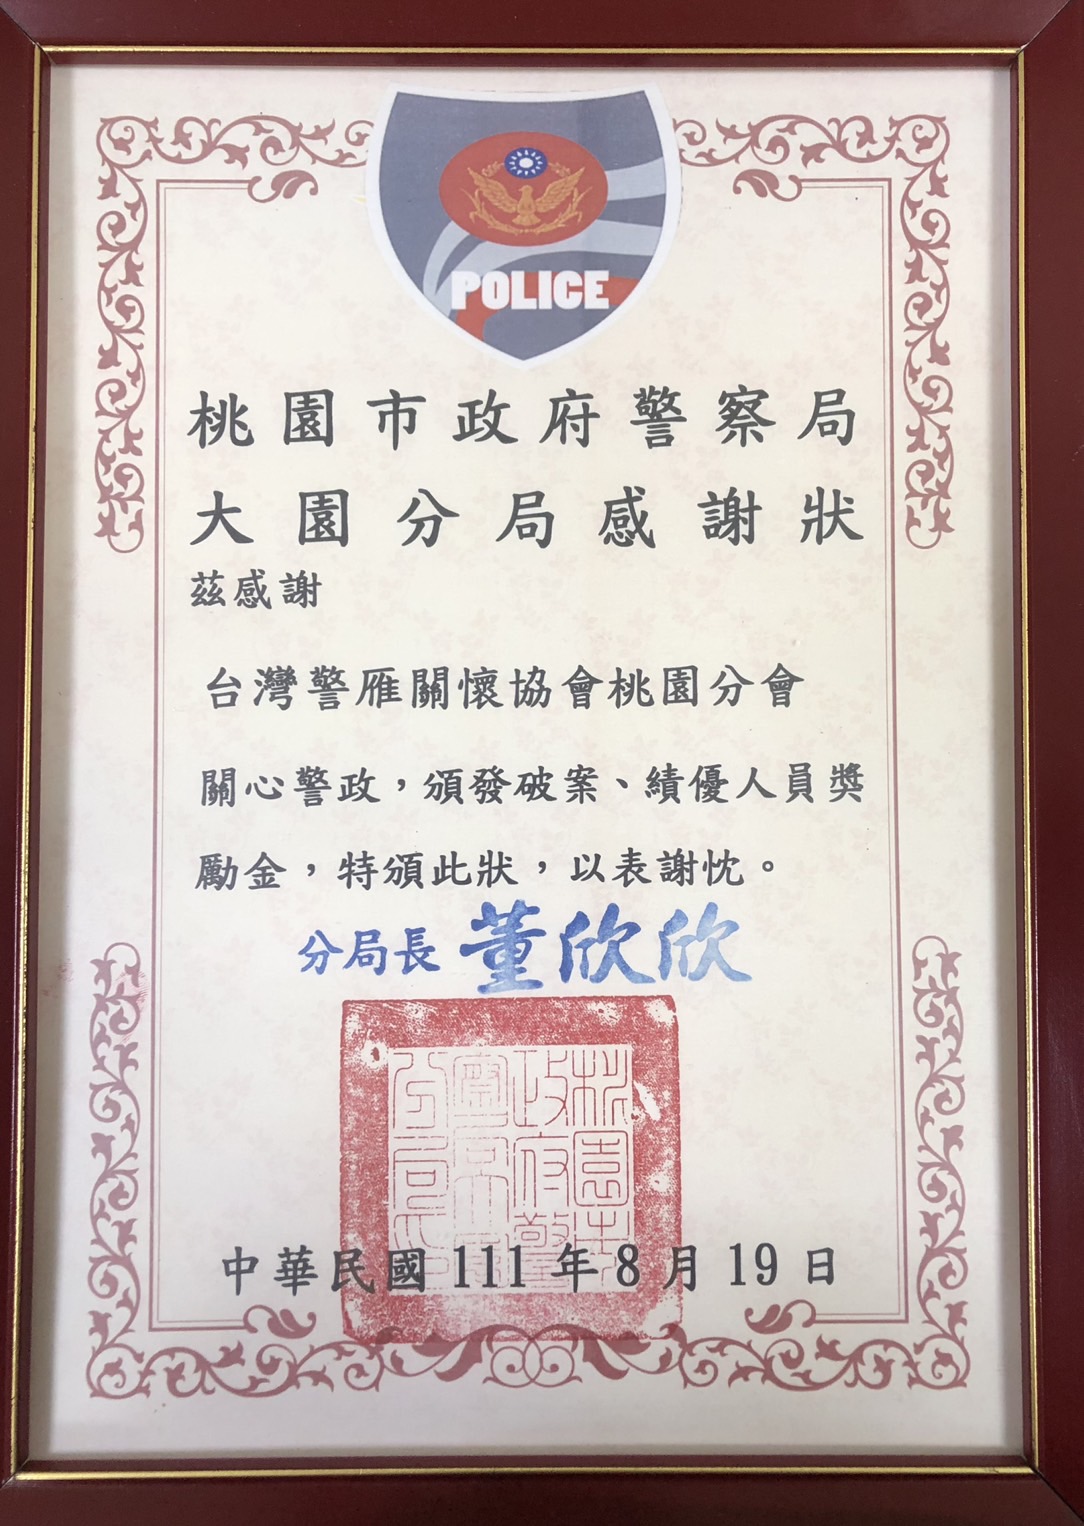 POLICE
桃園市政府警察局
大園分局感謝狀
茲感謝
台灣警雁關懷協會桃園分會
關心警政，頒發破案、績優人員獎
勵金，特頒此狀，以表謝忱。
分局長 董欣欣
中華民國 111 年 8 月 19 日